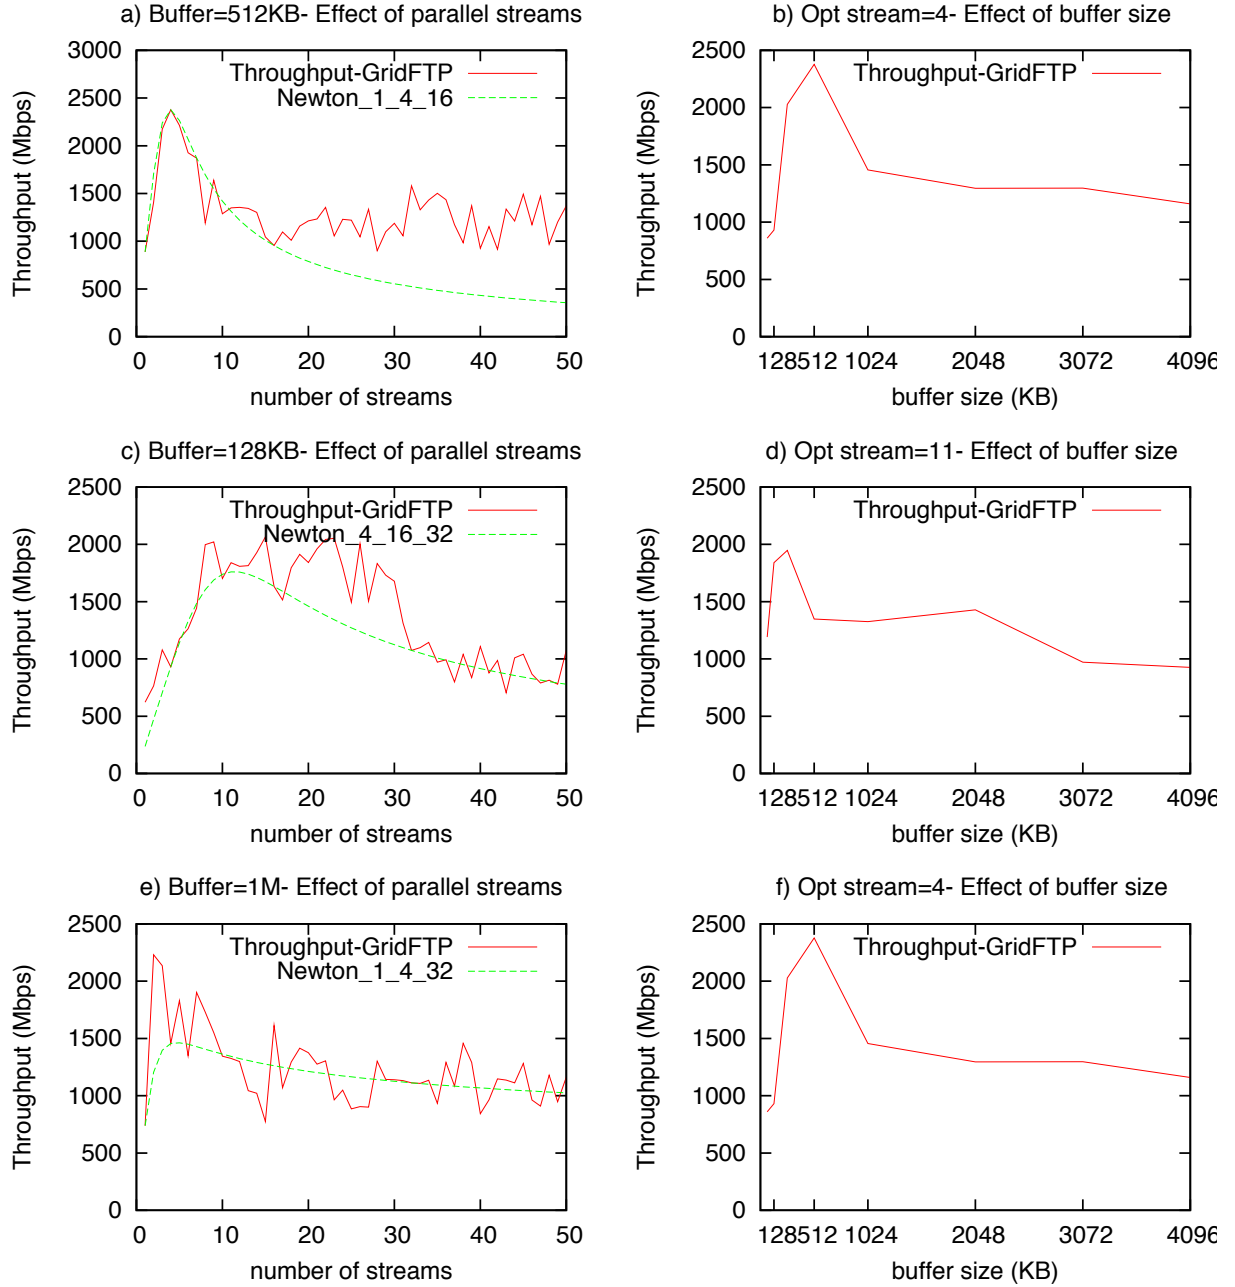 a) Buffer=512KB- Effect of parallel streams
Throughput (Mbps)
3000
2500
2000
1500
1000
500
0
Throughput-GridFTP
Newton_1_4_16
0 10 20 30 40 50
number of streams
b) Opt stream=4- Effect of buffer size
Throughput (Mbps)
2500
2000
1500
1000
500
0
Throughput-GridFTP
128 512 1024 2048 3072 4096
buffer size (KB)
c) Buffer=128KB- Effect of parallel streams
Throughput (Mbps)
2500
2000
1500
1000
500
0
Throughput-GridFTP
Newton_4_16_32
0 10 20 30 40 50
number of streams
d) Opt stream=11- Effect of buffer size
Throughput (Mbps)
2500
2000
1500
1000
500
0
Throughput-GridFTP
128 512 1024 2048 3072 4096
buffer size (KB)
e) Buffer=1M- Effect of parallel streams
Throughput (Mbps)
2500
2000
1500
1000
500
0
Throughput-GridFTP
Newton_1_4_32
0 10 20 30 40 50
number of streams
f) Opt stream=4- Effect of buffer size
Throughput (Mbps)
2500
2000
1500
1000
500
0
Throughput-GridFTP
128 512 1024 2048 3072 4096
buffer size (KB)